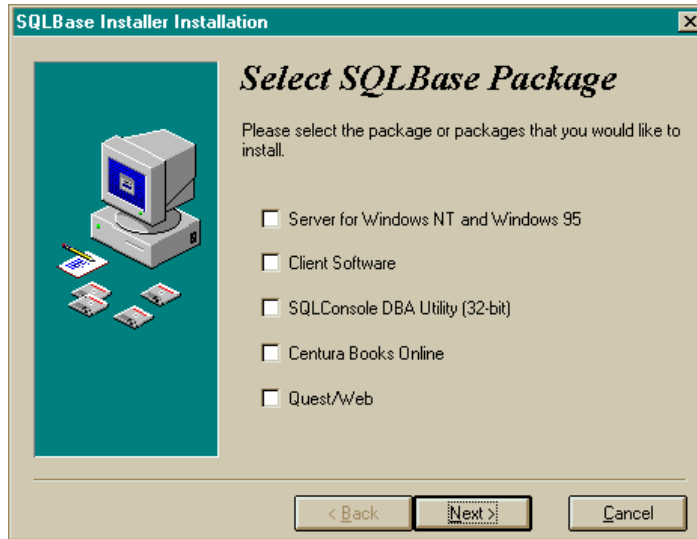 SQLBase Installer Installation
Select SQLBase Package
Please select the package or packages that you would like to
install.
Server for Windows NT and Windows 95
Client Software
SQLConsole DBA Utility (32-bit)
Centura Books Online
Quest/Web
< Back Next > Cancel